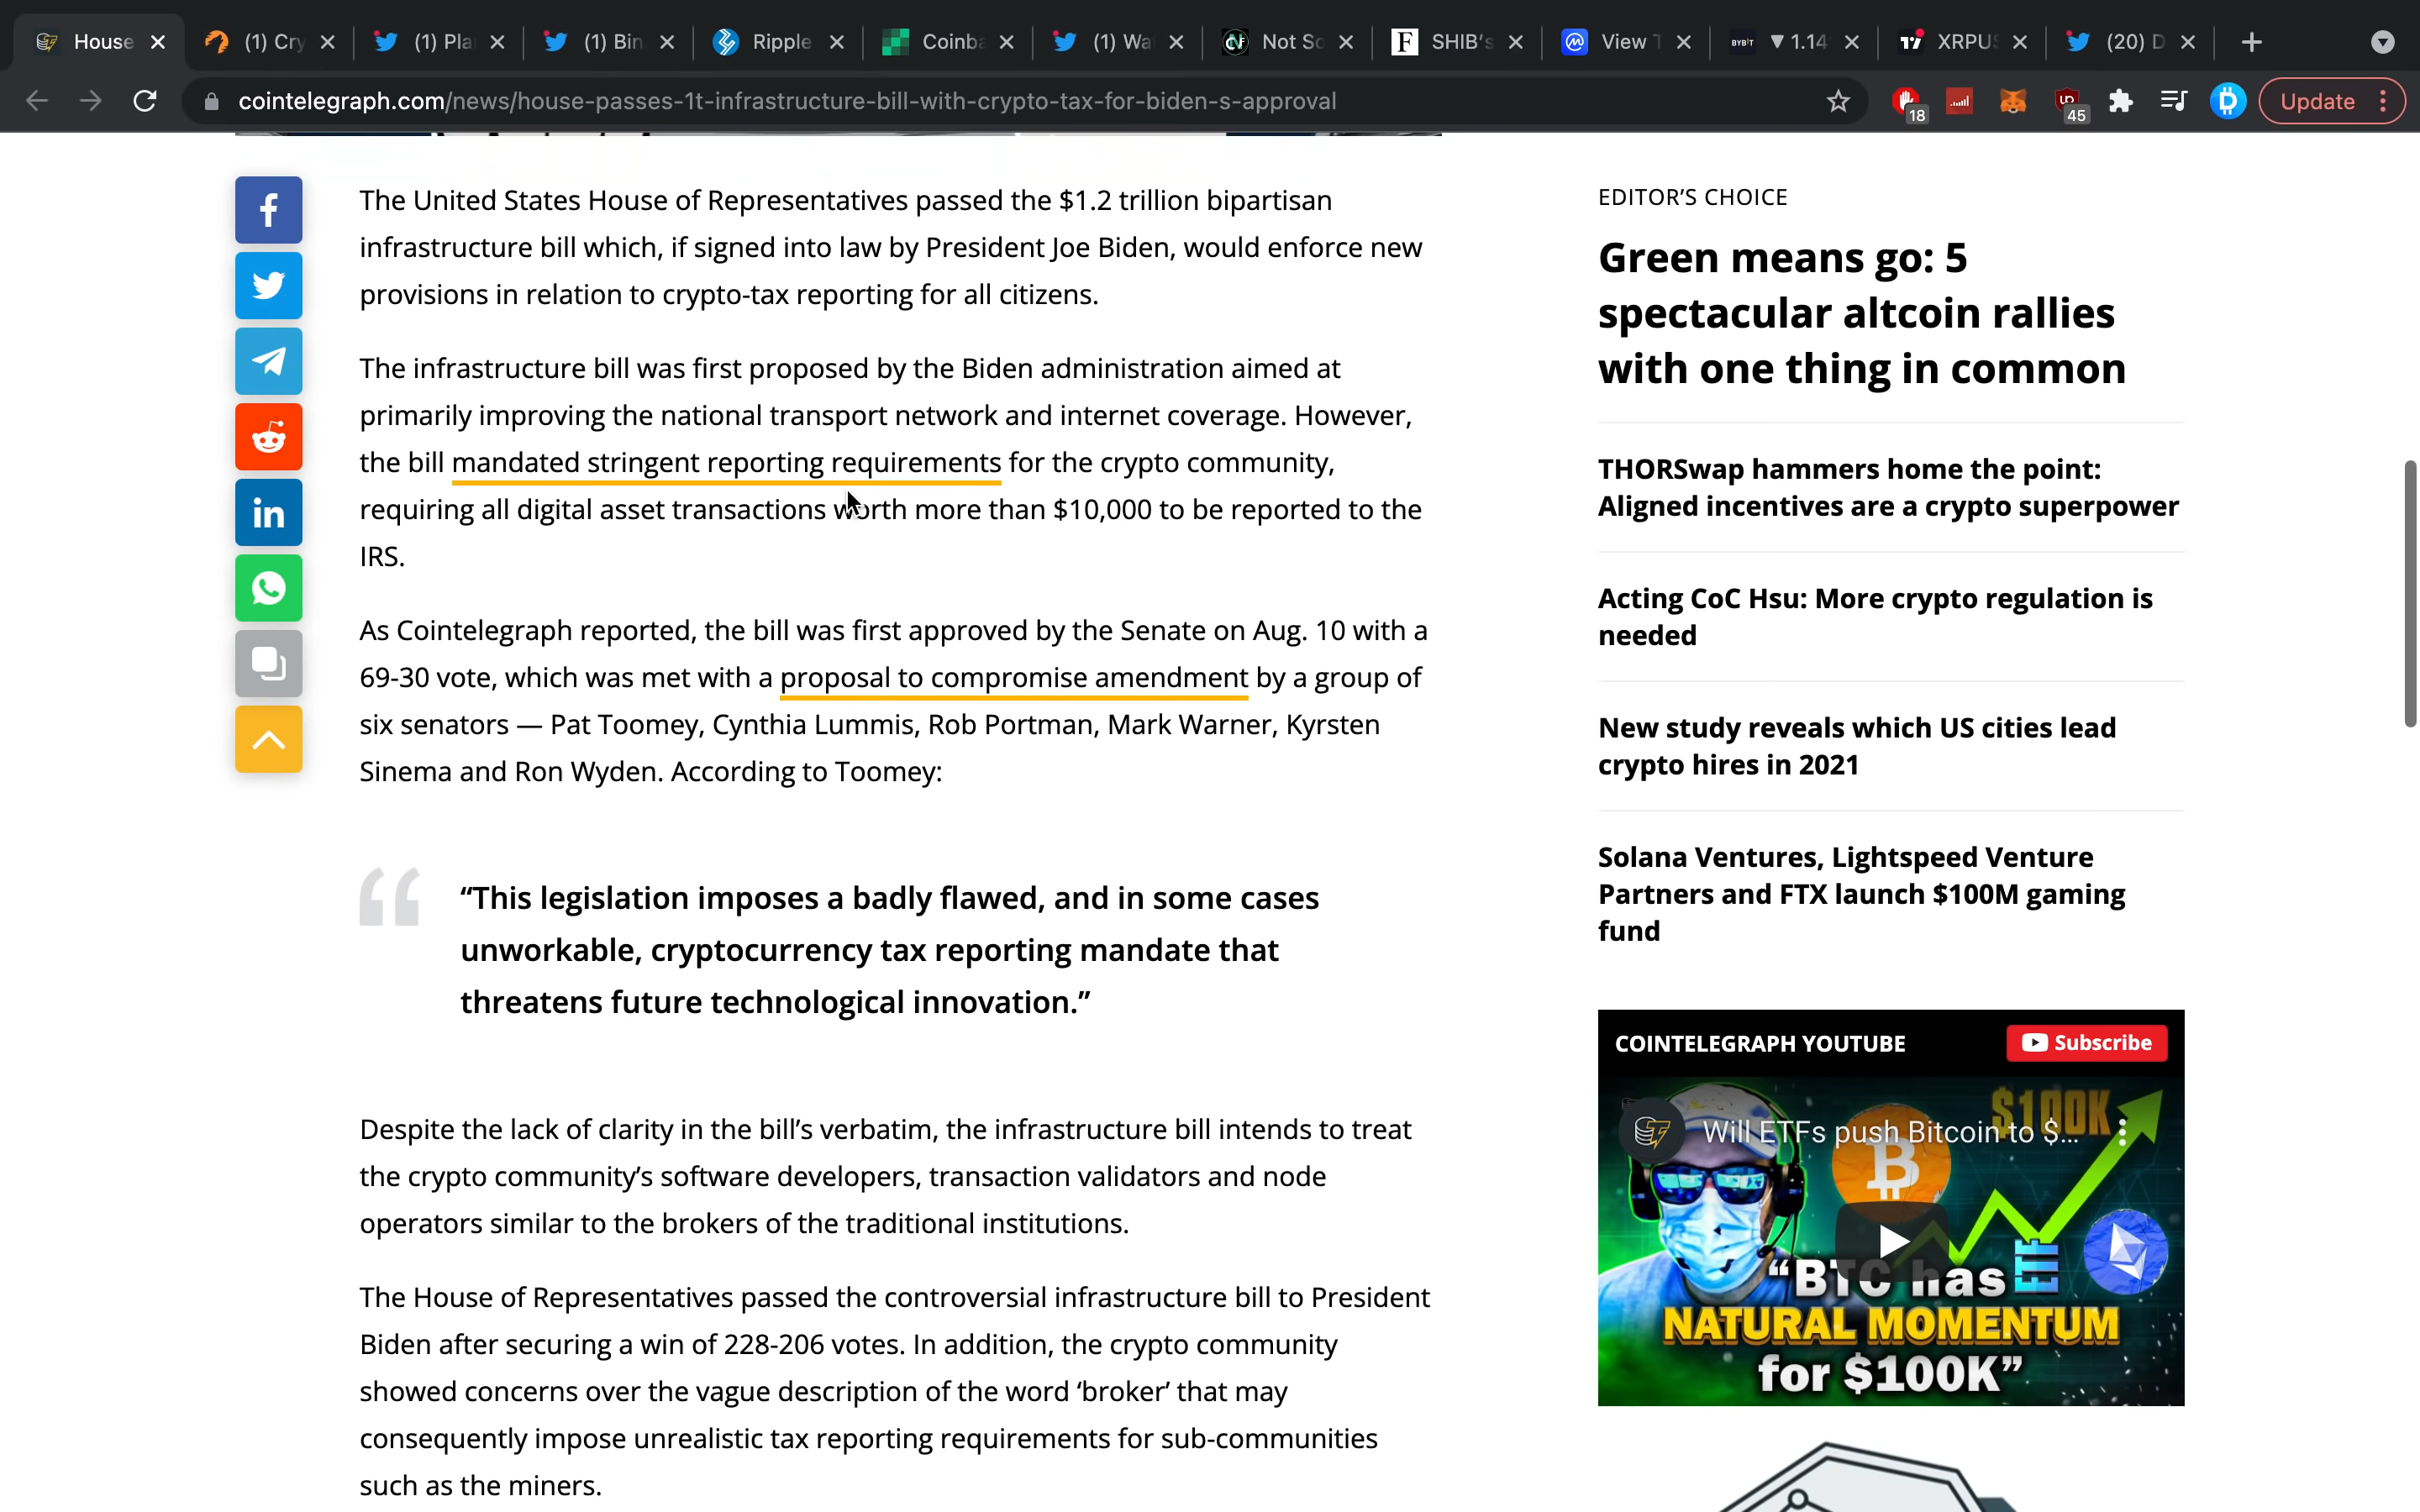 House
(1) Cry
(1) Pla
(1) Bin
Ripple
Coinba
(1) Wa
Not So
SHIB's
View T
▼ 1.14
XRPUS
(20) D
cointelegraph.com/news/house-passes-1t-infrastructure-bill-with-crypto-tax-for-biden-s-approval
18
45
Update
The United States House of Representatives passed the $1.2 trillion bipartisan
infrastructure bill which, if signed into law by President Joe Biden, would enforce new
provisions in relation to crypto-tax reporting for all citizens.
The infrastructure bill was first proposed by the Biden administration aimed at
primarily improving the national transport network and internet coverage. However,
the bill mandated stringent reporting requirements for the crypto community,
requiring all digital asset transactions worth more than $10,000 to be reported to the
IRS.
As Cointelegraph reported, the bill was first approved by the Senate on Aug. 10 with a
69-30 vote, which was met with a proposal to compromise amendment by a group of
six senators — Pat Toomey, Cynthia Lummis, Rob Portman, Mark Warner, Kyrsten
Sinema and Ron Wyden. According to Toomey:
“This legislation imposes a badly flawed, and in some cases
unworkable, cryptocurrency tax reporting mandate that
threatens future technological innovation.”
Despite the lack of clarity in the bill’s verbatim, the infrastructure bill intends to treat
the crypto community’s software developers, transaction validators and node
operators similar to the brokers of the traditional institutions.
The House of Representatives passed the controversial infrastructure bill to President
Biden after securing a win of 228-206 votes. In addition, the crypto community
showed concerns over the vague description of the word ‘broker’ that may
consequently impose unrealistic tax reporting requirements for sub-communities
such as the miners.
EDITOR’S CHOICE
Green means go: 5
spectacular altcoin rallies
with one thing in common
THORSwap hammers home the point:
Aligned incentives are a crypto superpower
Acting CoC Hsu: More crypto regulation is
needed
New study reveals which US cities lead
crypto hires in 2021
Solana Ventures, Lightspeed Venture
Partners and FTX launch $100M gaming
fund
COINTELEGRAPH YOUTUBE
Subscribe
$100K
Will ETFs push Bitcoin to $...
ETF
“BTC has
NATURAL MOMENTUM
for $100K”